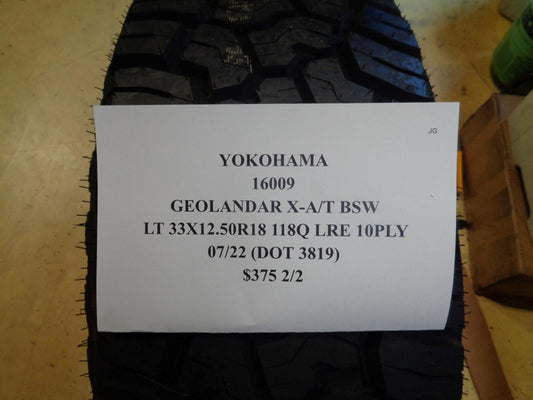 JG
YOKOHAMA
16009
GEOLANDAR X-A/T BSW
LT 33X12.50R18 118Q LRE 10PLY
07/22 (DOT 3819)
$375 2/2